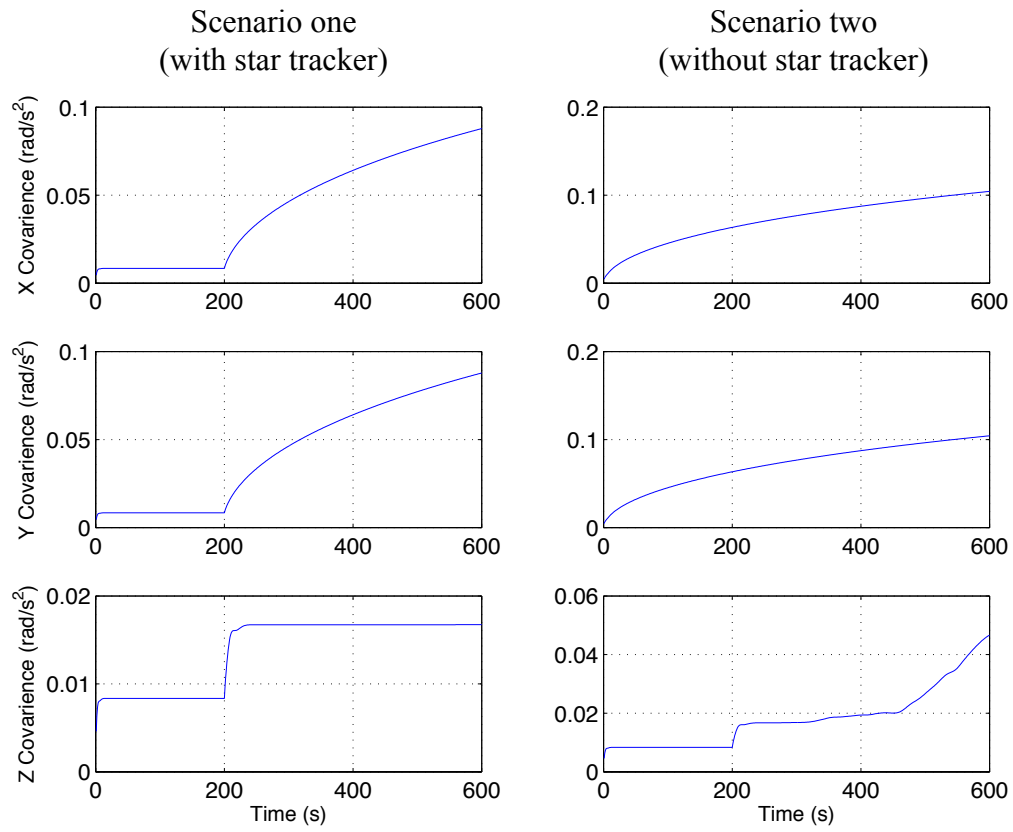 Scenario one
(with star tracker)
Scenario two
(without star tracker)
X Covarience (rad/s²)
0.1
0.05
0
0 200 400 600
0.2
0.1
0
0 200 400 600
Y Covarience (rad/s²)
0.1
0.05
0
0 200 400 600
0.2
0.1
0
0 200 400 600
Z Covarience (rad/s²)
0.02
0.01
0
0 200 400 600
Time (s)
0.06
0.04
0.02
0
0 200 400 600
Time (s)